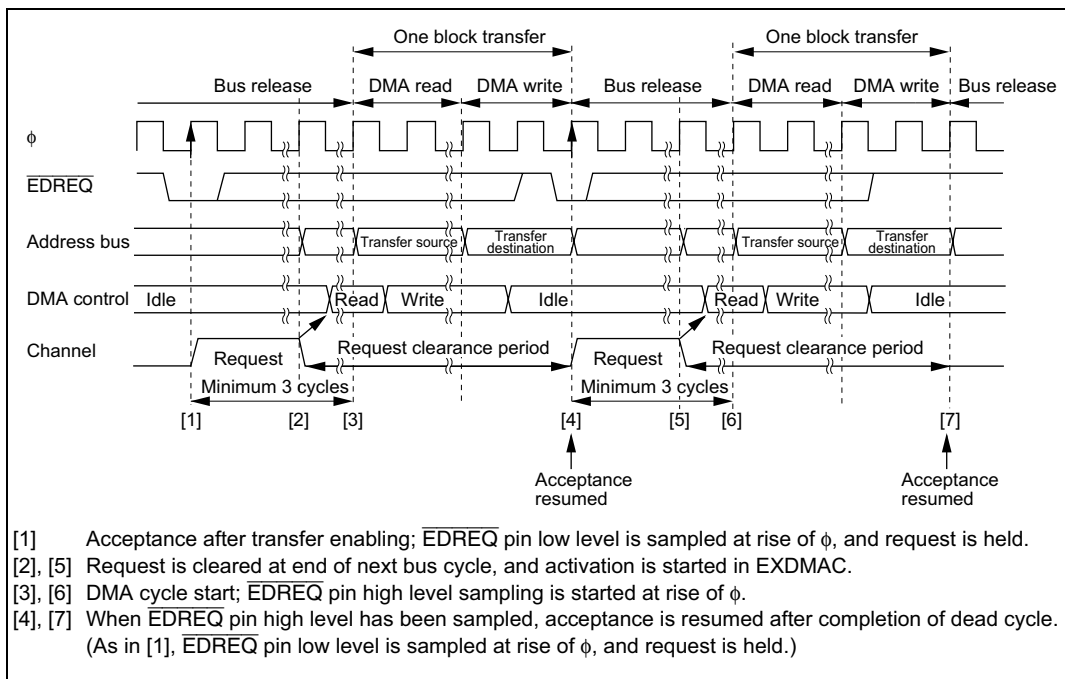 One block transfer One block transfer
Bus release DMA read DMA write Bus release DMA read DMA write Bus release
ϕ
EDREQ
Address bus Transfer source Transfer destination Transfer source Transfer destination
DMA control Idle Read Write Idle Read Write Idle
Channel Request Request clearance period Request Request clearance period
Minimum 3 cycles Minimum 3 cycles
[1] [2] [3] [4] [5] [6] [7]
Acceptance resumed Acceptance resumed
[1] Acceptance after transfer enabling; EDREQ pin low level is sampled at rise of ϕ, and request is held.
[2], [5] Request is cleared at end of next bus cycle, and activation is started in EXDMAC.
[3], [6] DMA cycle start; EDREQ pin high level sampling is started at rise of ϕ.
[4], [7] When EDREQ pin high level has been sampled, acceptance is resumed after completion of dead cycle.
(As in [1], EDREQ pin low level is sampled at rise of ϕ, and request is held.)